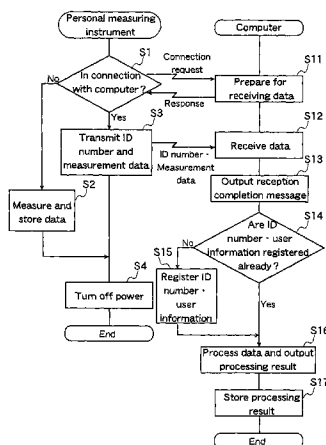 Personal measuring
instrument
S1
No
In connection
with computer?
Yes
S3
Transmit ID
number and
measurement data
S2
Measure and
store data
S4
Turn off power
End
Connection
request
Response
ID number・
Measurement
data
Computer
S11
Prepare for
receiving data
S12
Receive data
S13
Output reception
completion message
S14
Are ID
number・user
information registered
already?
No
S15
Register ID
number・
user
information
Yes
S16
Process data and output
processing result
S17
Store processing
result
End